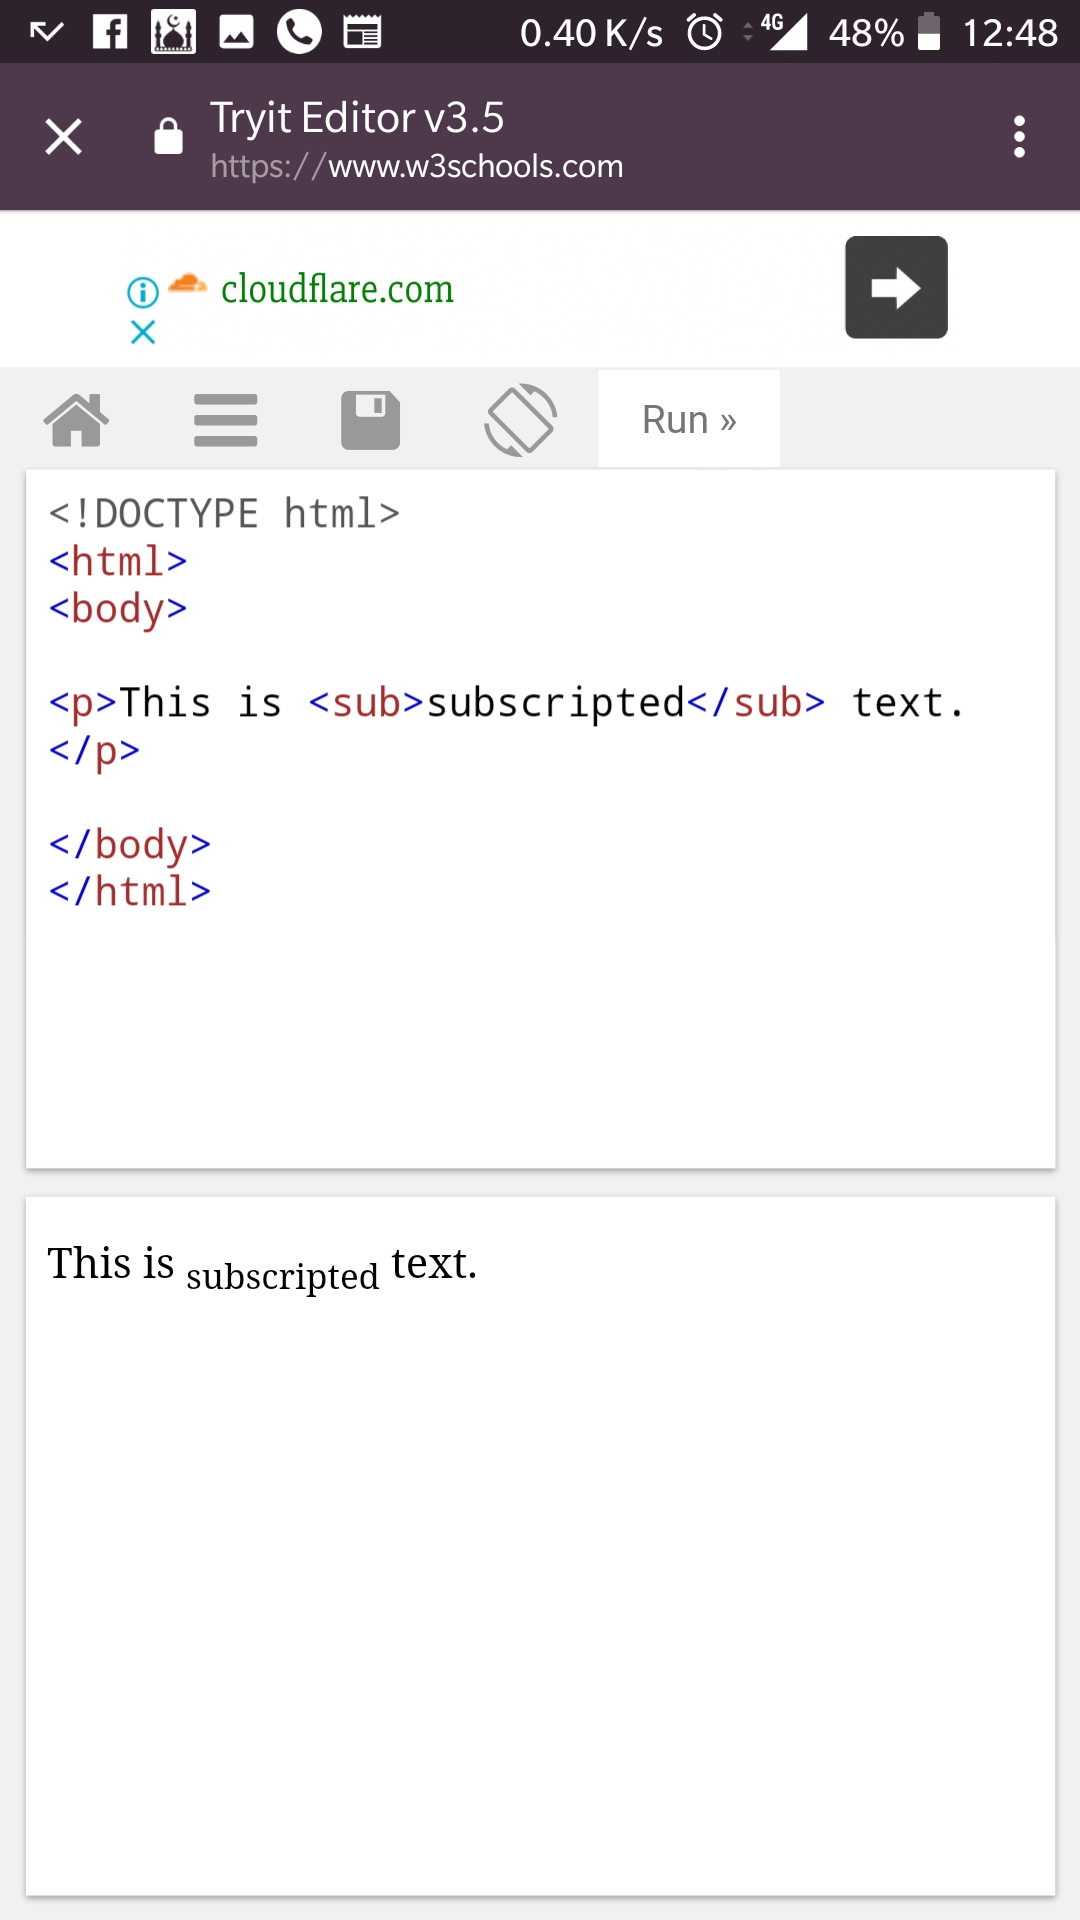 0.40 K/s 4G 48% 12:48
Tryit Editor v3.5
https://www.w3schools.com
cloudflare.com
Run »
<!DOCTYPE html>
<html>
<body>
<p>This is <sub>subscripted</sub> text.
</p>
</body>
</html>
This is subscripted text.